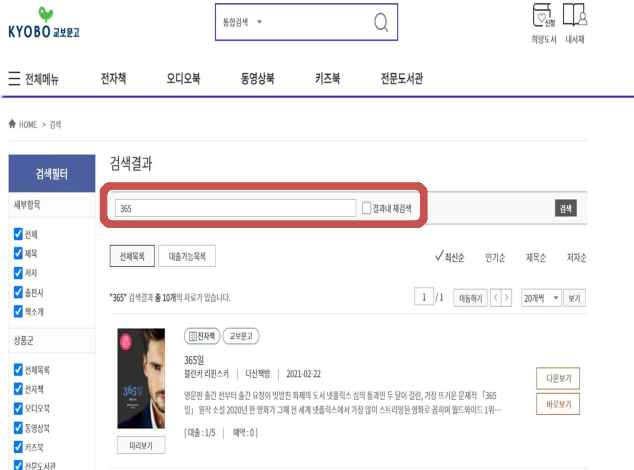 KYOBO 교보문고
통합검색
신청
희망도서 내서재
전체메뉴 전자책 오디오북 동영상북 키즈북 전문도서관
HOME > 검색
검색필터
세부항목
전체
제목
저자
출판사
책소개
상품군
전체목록
전자책
오디오북
동영상북
키즈북
전문도서관
검색결과
365 결과내 재검색 검색
전체목록 대출가능목록 최신순 인기순 제목순 저자순
"365" 검색결과 총 10개의 자료가 있습니다. 1 /1 이동하기 < > 20개씩 보기
전자책 교보문고
365일
블란카 리핀스카 | 다산책방 | 2021-02-22
영문판 출간 전부터 출간 요청이 빗발친 화제의 도서 넷플릭스 심의 통과만 두 달이 걸린, 가장 뜨거운 문제작 「365
일」 원작 소설 2020년 한 영화가 그해 전 세계 넷플릭스에서 가장 많이 스트리밍된 영화로 꼽히며 월드와이드 1위…
[ 대출 : 1/5 | 예약 : 0 ]
다운보기
바로보기
365일
미리보기